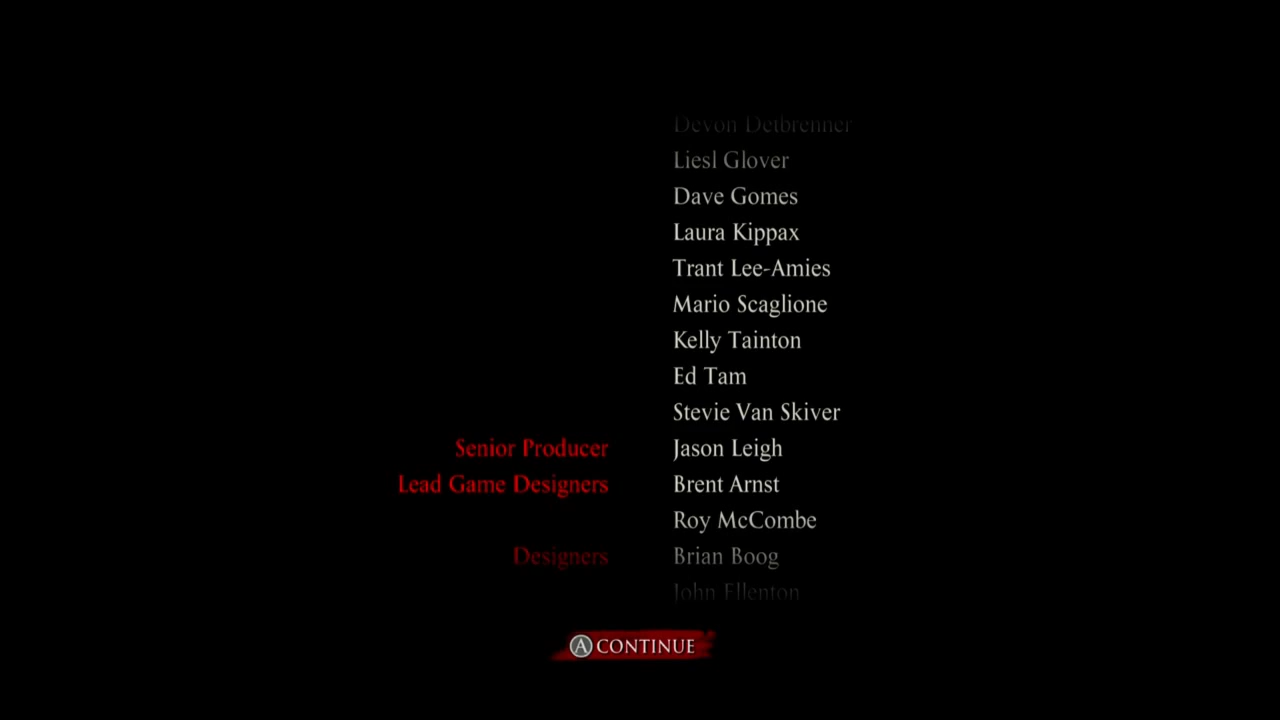 Devon Detbrenner
Liesl Glover
Dave Gomes
Laura Kippax
Trant Lee-Amies
Mario Scaglione
Kelly Tainton
Ed Tam
Stevie Van Skiver
Senior Producer Jason Leigh
Lead Game Designers Brent Arnst
Roy McCombe
Designers Brian Boog
John Ellenton
A CONTINUE